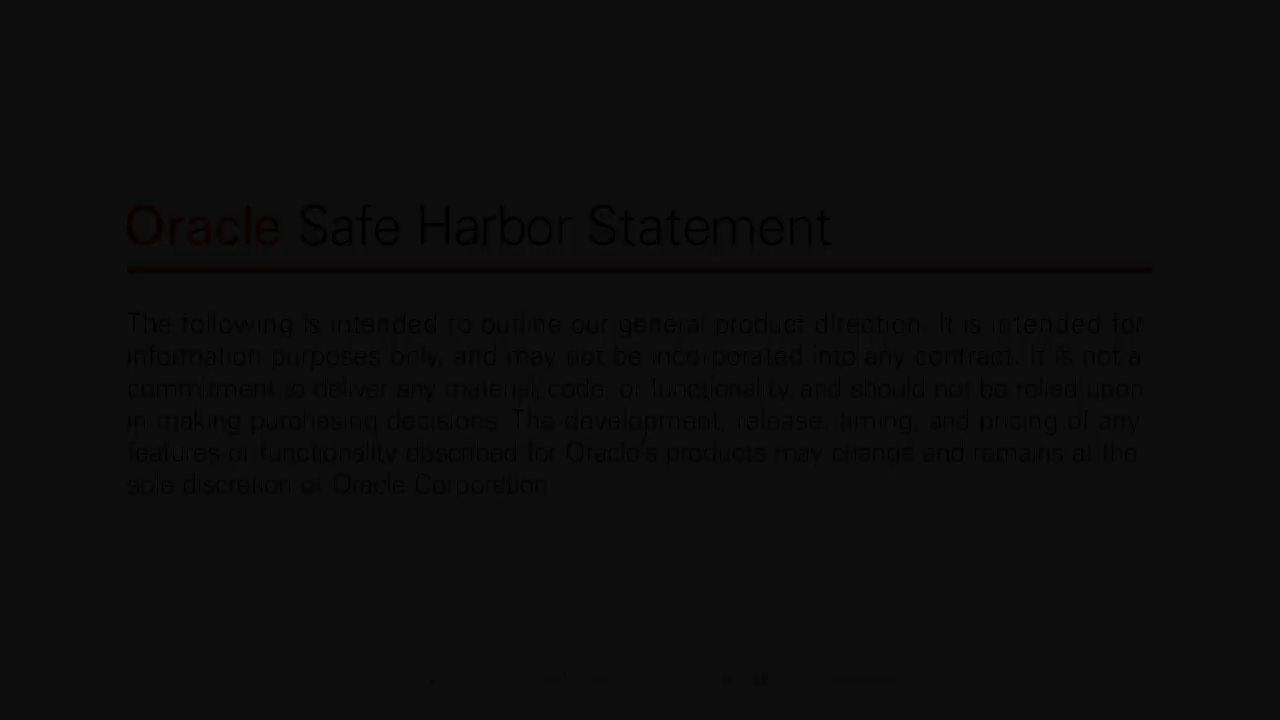 Oracle Safe Harbor Statement
The following is intended to outline our general product direction. It is intended for
information purposes only, and may not be incorporated into any contract. It is not a
commitment to deliver any material, code, or functionality, and should not be relied upon
in making purchasing decisions. The development, release, timing, and pricing of any
features or functionality described for Oracle's products may change and remains at the
sole discretion of Oracle Corporation.